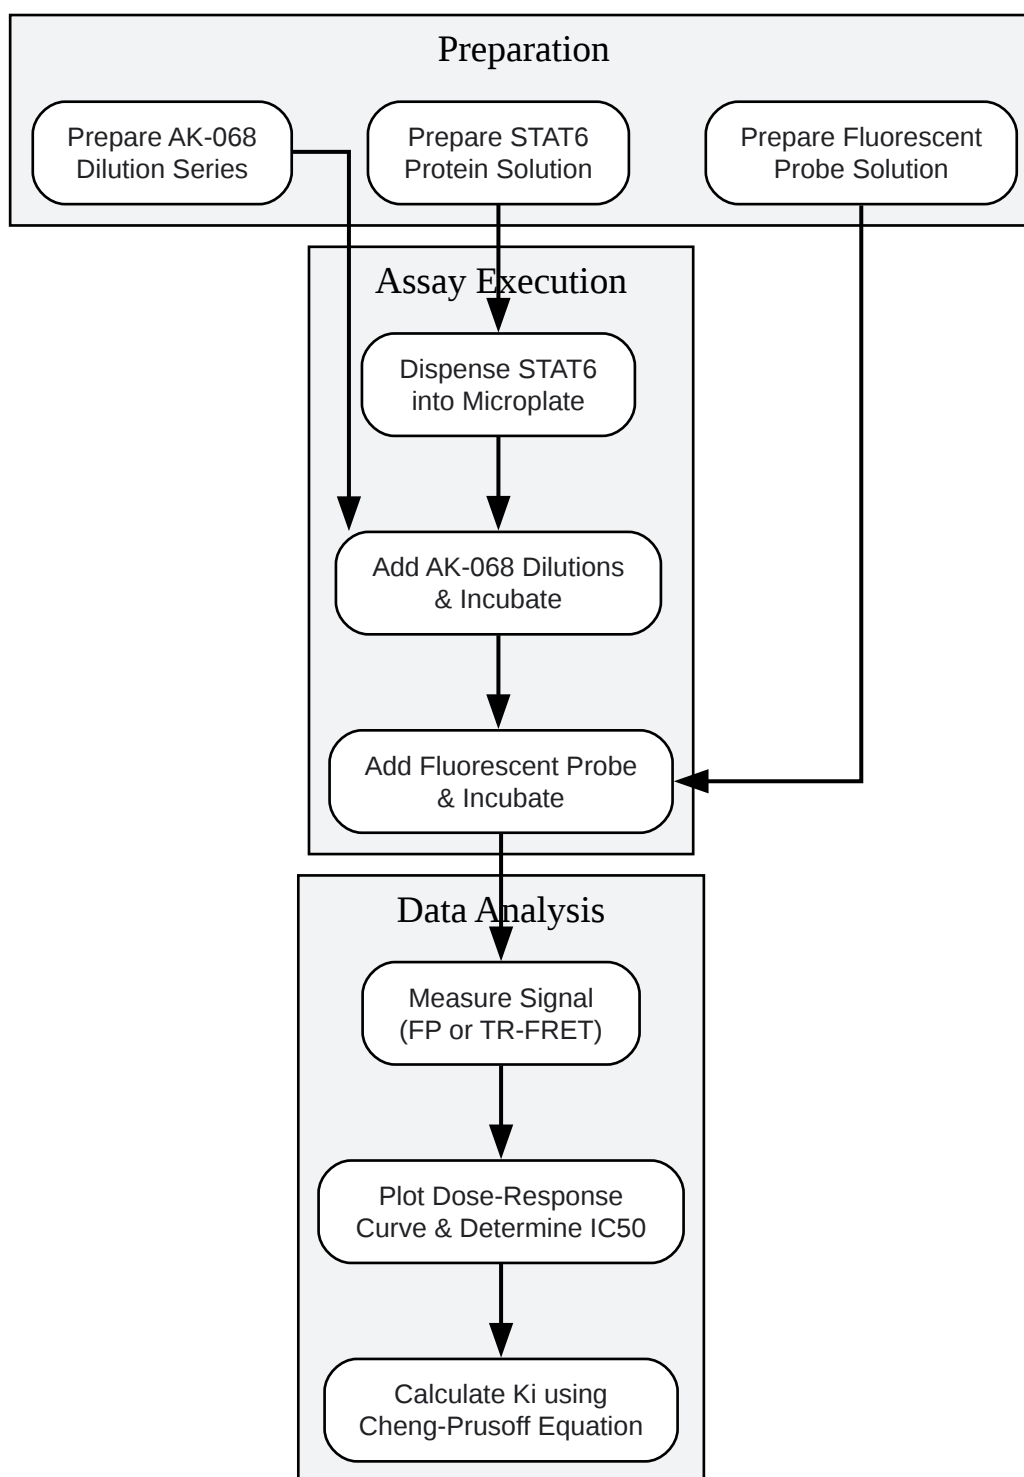 Preparation
Prepare AK-068
Dilution Series
Prepare STAT6
Protein Solution
Prepare Fluorescent
Probe Solution
Assay Execution
Dispense STAT6
into Microplate
Add AK-068 Dilutions
& Incubate
Add Fluorescent Probe
& Incubate
Data Analysis
Measure Signal
(FP or TR-FRET)
Plot Dose-Response
Curve & Determine IC50
Calculate Ki using
Cheng-Prusoff Equation